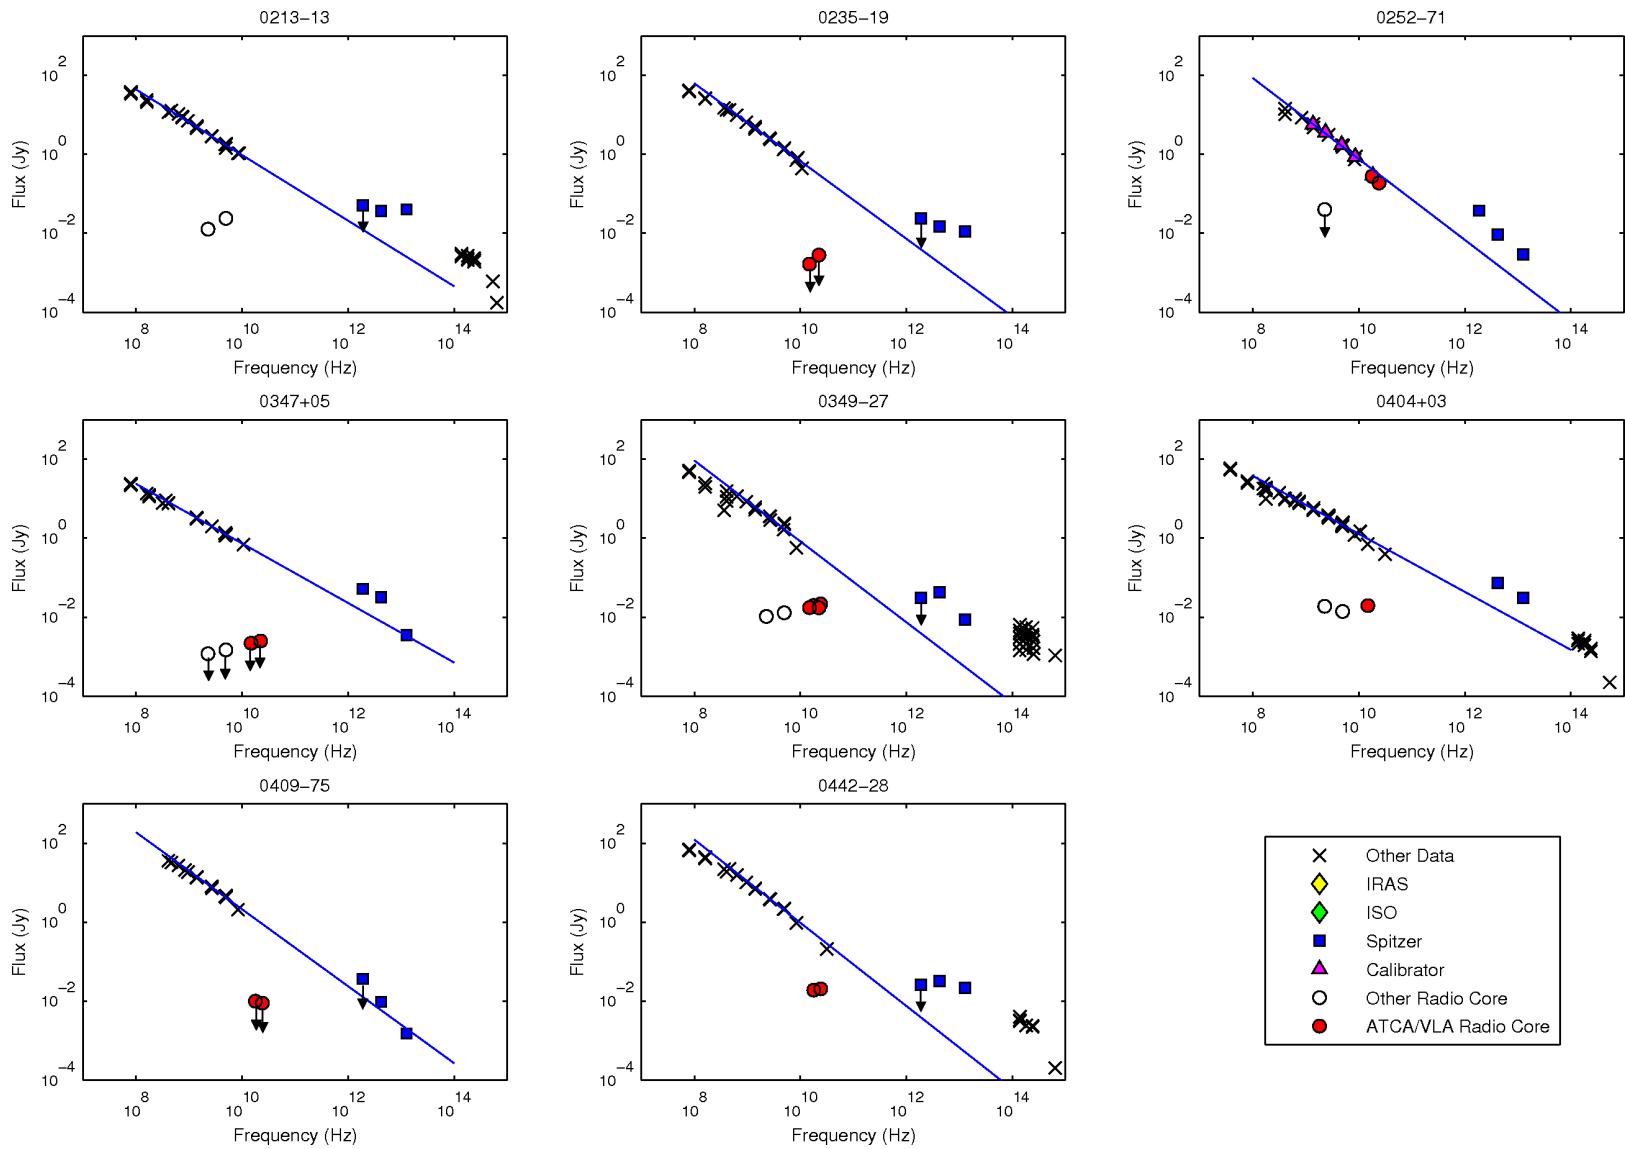 0213−13
Flux (Jy)
10^2
10^0
10^−2
10^−4
10^8 10^10 10^12 10^14
Frequency (Hz)
0235−19
Flux (Jy)
10^2
10^0
10^−2
10^−4
10^8 10^10 10^12 10^14
Frequency (Hz)
0252−71
Flux (Jy)
10^2
10^0
10^−2
10^−4
10^8 10^10 10^12 10^14
Frequency (Hz)
0347+05
Flux (Jy)
10^2
10^0
10^−2
10^−4
10^8 10^10 10^12 10^14
Frequency (Hz)
0349−27
Flux (Jy)
10^2
10^0
10^−2
10^−4
10^8 10^10 10^12 10^14
Frequency (Hz)
0404+03
Flux (Jy)
10^2
10^0
10^−2
10^−4
10^8 10^10 10^12 10^14
Frequency (Hz)
0409−75
Flux (Jy)
10^2
10^0
10^−2
10^−4
10^8 10^10 10^12 10^14
Frequency (Hz)
0442−28
Flux (Jy)
10^2
10^0
10^−2
10^−4
10^8 10^10 10^12 10^14
Frequency (Hz)
Other Data
IRAS
ISO
Spitzer
Calibrator
Other Radio Core
ATCA/VLA Radio Core